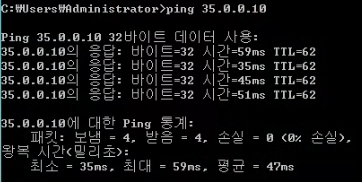 C:\Users\Administrator>ping 35.0.0.10
Ping 35.0.0.10 32바이트 데이터 사용:
35.0.0.10의 응답: 바이트=32 시간=59ms TTL=62
35.0.0.10의 응답: 바이트=32 시간=35ms TTL=62
35.0.0.10의 응답: 바이트=32 시간=45ms TTL=62
35.0.0.10의 응답: 바이트=32 시간=51ms TTL=62
35.0.0.10에 대한 Ping 통계:
패킷: 보냄 = 4, 받음 = 4, 손실 = 0 (0% 손실),
왕복 시간(밀리초):
최소 = 35ms, 최대 = 59ms, 평균 = 47ms